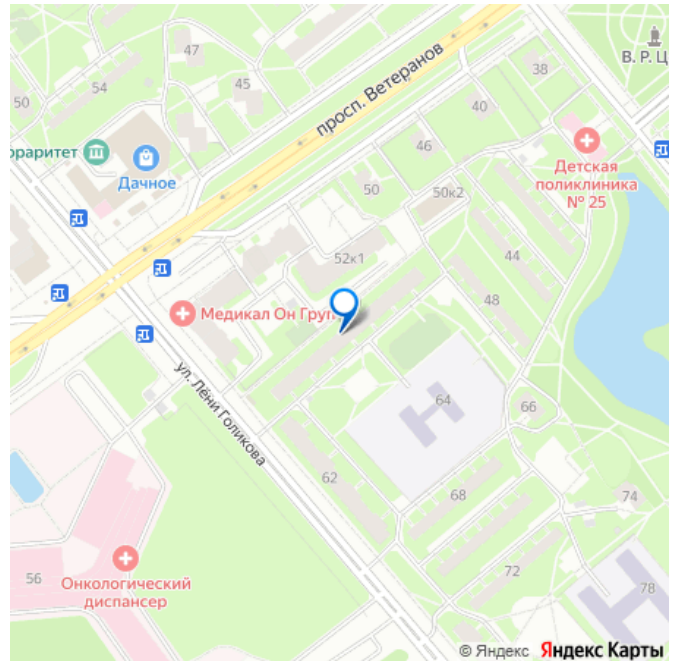 47
54
45
50
просп. Ветеранов
38
В. Р. Ц
40
ораритет
Дачное
46
Детская
поликлиника
№ 25
50
50к2
52к1
44
48
Медикал Он Груп
ул. Лёни Голикова
64
66
62
68
74
72
78
56
Онкологический
диспансер
© Яндекс Яндекс Карты